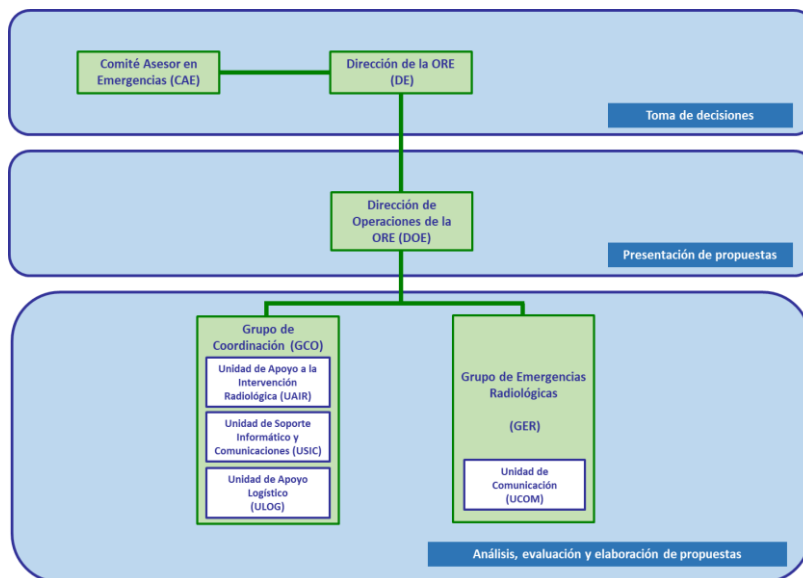 Comité Asesor en
Emergencias (CAE)
Dirección de la ORE
(DE)
Toma de decisiones
Dirección de
Operaciones de la
ORE (DOE)
Presentación de propuestas
Grupo de
Coordinación (GCO)
Unidad de Apoyo a la
Intervención
Radiológica (UAIR)
Unidad de Soporte
Informático y
Comunicaciones (USIC)
Unidad de Apoyo
Logístico
(ULOG)
Grupo de Emergencias
Radiológicas
(GER)
Unidad de
Comunicación
(UCOM)
Análisis, evaluación y elaboración de propuestas